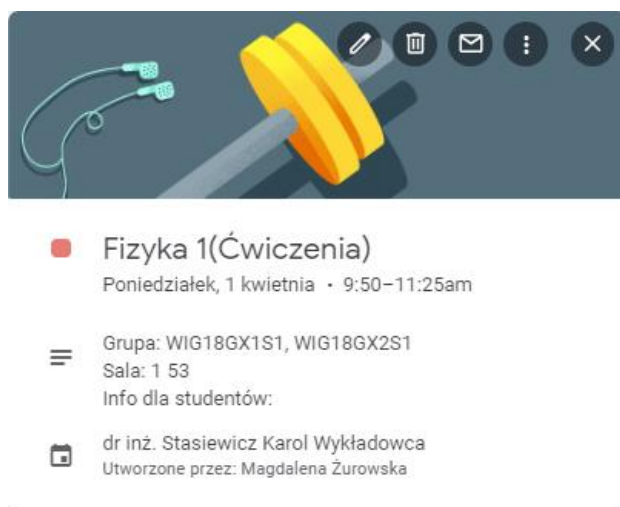 Fizyka 1(Ćwiczenia)
Poniedziałek, 1 kwietnia · 9:50–11:25am
Grupa: WIG18GX1S1, WIG18GX2S1
Sala: 1 53
Info dla studentów:
dr inż. Stasiewicz Karol Wykładowca
Utworzone przez: Magdalena Żurowska